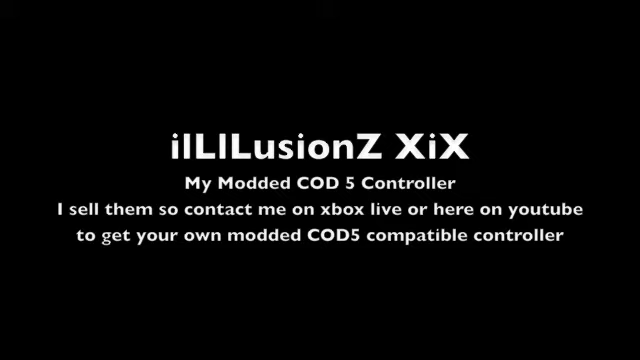 ilLlLusionZ XiX
My Modded COD 5 Controller
I sell them so contact me on xbox live or here on youtube
to get your own modded COD5 compatible controller